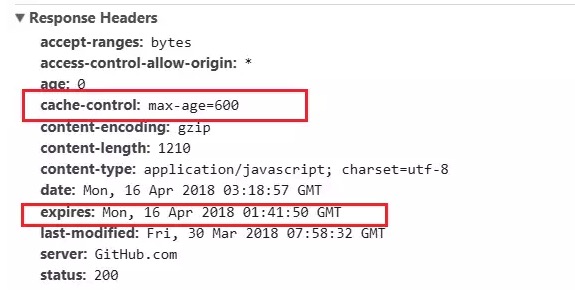 Response Headers
accept-ranges: bytes
access-control-allow-origin: *
age: 0
cache-control: max-age=600
content-encoding: gzip
content-length: 1210
content-type: application/javascript; charset=utf-8
date: Mon, 16 Apr 2018 03:18:57 GMT
expires: Mon, 16 Apr 2018 01:41:50 GMT
last-modified: Fri, 30 Mar 2018 07:58:32 GMT
server: GitHub.com
status: 200